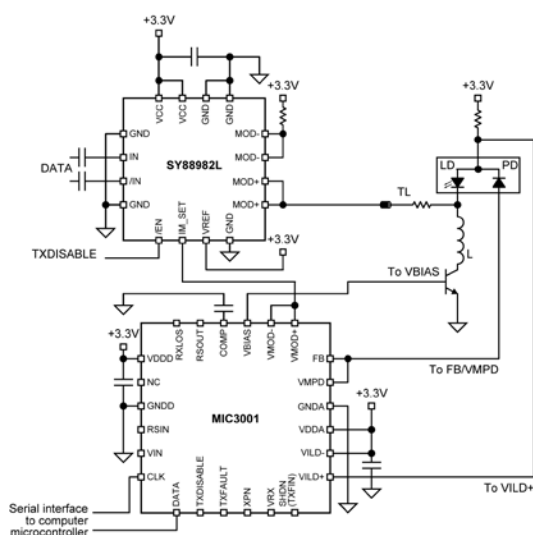 +3.3V
VCC
VCC
GND
GND
+3.3V
+3.3V
GND
IN
/IN
GND
DATA
SY88982L
MOD-
MOD-
MOD+
MOD+
LD
PD
TL
/EN
IM_SET
VREF
GND
+3.3V
L
TXDISABLE
To VBIAS
+3.3V
RXLOS
RSOUT
COMP
VBIAS
VMOD-
VMOD+
VDDD
NC
GNDD
RSIN
VIN
CLK
MIC3001
FB
VMPD
GNDA
VDDA
VILD-
VILD+
To FB/VMPD
+3.3V
To VILD+
DATA
TXDISABLE
TXFAULT
XPN
VRX
SHDN
(TXFIN)
Serial interface
to computer
microcontroller